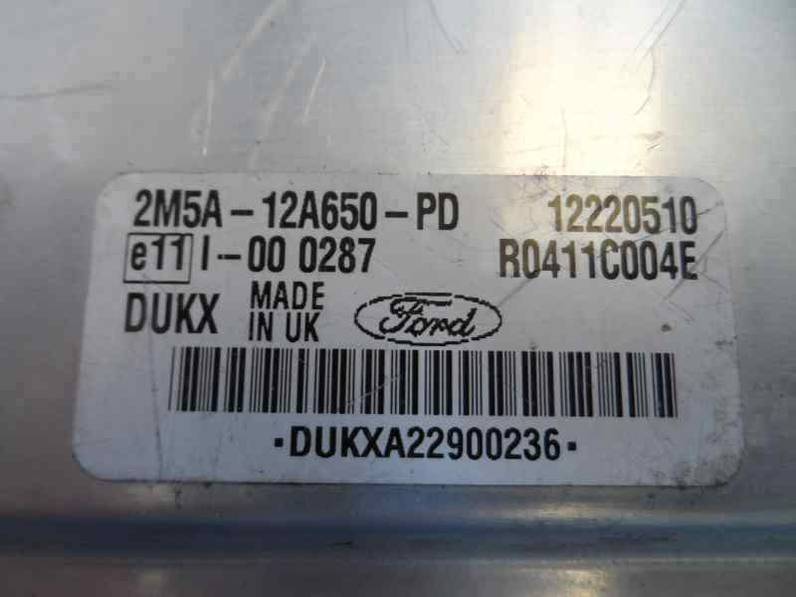 2M5A-12A650-PD 12220510
e11 I-00 0287 R0411C004E
DUKX MADE IN UK Ford
·DUKXA22900236·